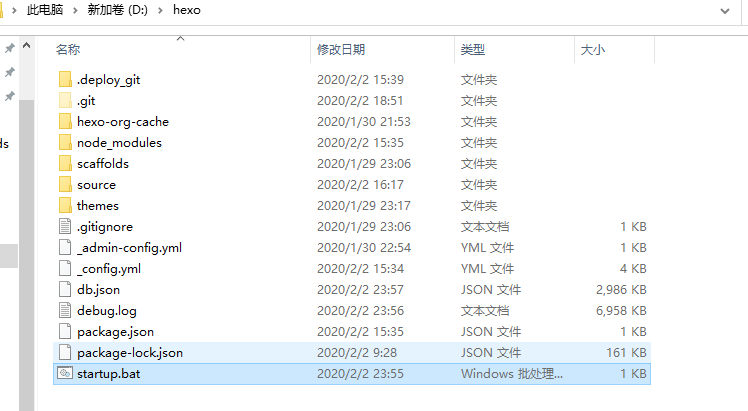 此电脑 > 新加卷 (D:) > hexo
名称 修改日期 类型 大小
.deploy_git 2020/2/2 15:39 文件夹
.git 2020/2/2 18:51 文件夹
hexo-org-cache 2020/1/30 21:53 文件夹
node_modules 2020/2/2 15:35 文件夹
scaffolds 2020/1/29 23:06 文件夹
source 2020/2/2 16:17 文件夹
themes 2020/1/29 23:17 文件夹
.gitignore 2020/1/29 23:06 文本文档 1 KB
_admin-config.yml 2020/1/30 22:54 YML 文件 1 KB
_config.yml 2020/2/2 15:34 YML 文件 4 KB
db.json 2020/2/2 23:57 JSON 文件 2,986 KB
debug.log 2020/2/2 23:56 文本文档 6,958 KB
package.json 2020/2/2 15:35 JSON 文件 1 KB
package-lock.json 2020/2/2 9:28 JSON 文件 161 KB
startup.bat 2020/2/2 23:55 Windows 批处理... 1 KB